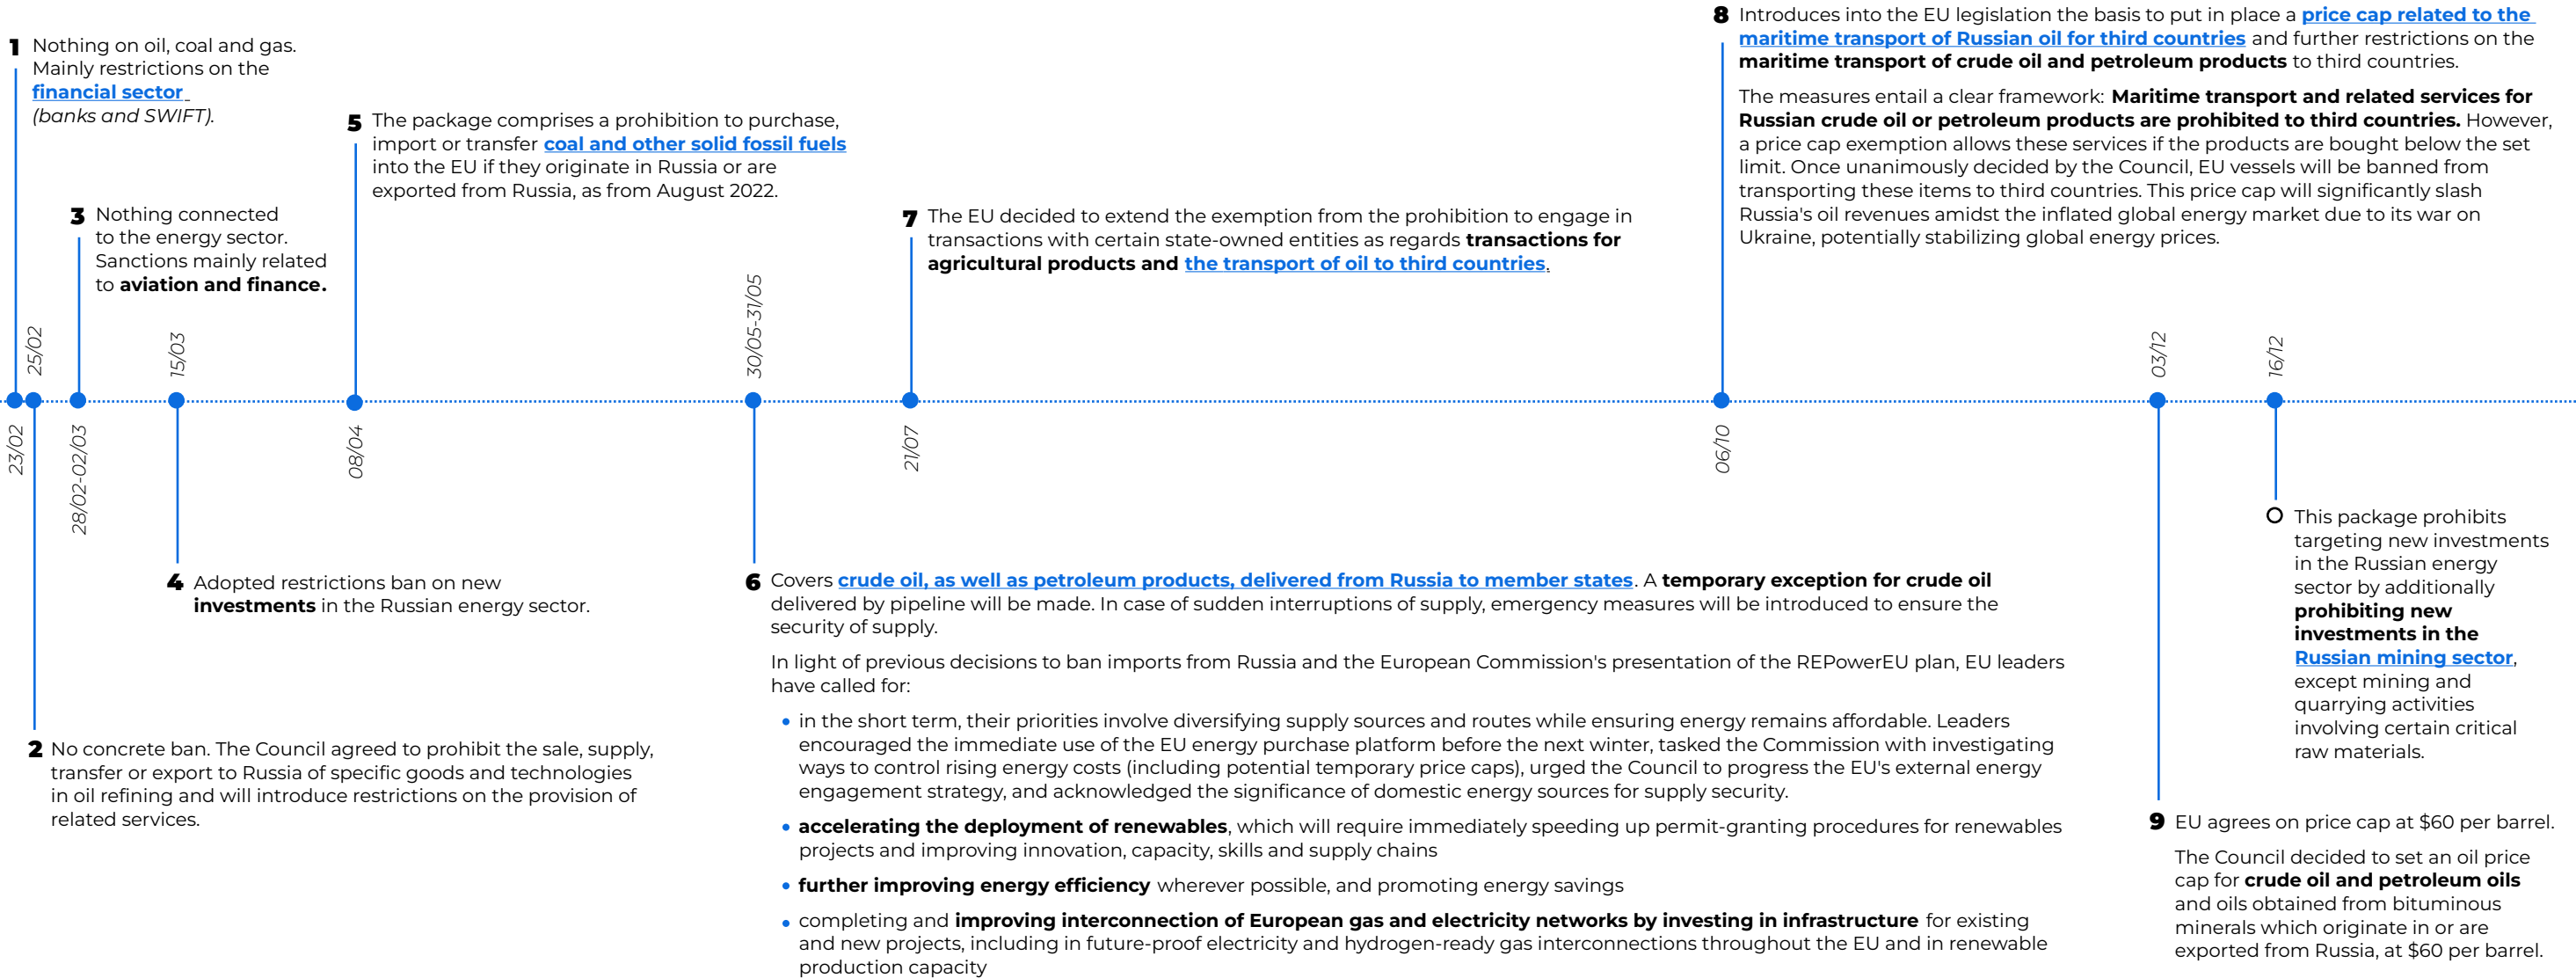 1 Nothing on oil, coal and gas.
Mainly restrictions on the
financial sector
(banks and SWIFT).
3 Nothing connected
to the energy sector.
Sanctions mainly related
to aviation and finance.
5 The package comprises a prohibition to purchase,
import or transfer coal and other solid fossil fuels
into the EU if they originate in Russia or are
exported from Russia, as from August 2022.
7 The EU decided to extend the exemption from the prohibition to engage in
transactions with certain state-owned entities as regards transactions for
agricultural products and the transport of oil to third countries.
8 Introduces into the EU legislation the basis to put in place a price cap related to the
maritime transport of Russian oil for third countries and further restrictions on the
maritime transport of crude oil and petroleum products to third countries.
The measures entail a clear framework: Maritime transport and related services for
Russian crude oil or petroleum products are prohibited to third countries. However,
a price cap exemption allows these services if the products are bought below the set
limit. Once unanimously decided by the Council, EU vessels will be banned from
transporting these items to third countries. This price cap will significantly slash
Russia's oil revenues amidst the inflated global energy market due to its war on
Ukraine, potentially stabilizing global energy prices.
23/02
25/02
28/02-02/03
15/03
08/04
30/05-31/05
21/07
06/10
03/12
16/12
2 No concrete ban. The Council agreed to prohibit the sale, supply,
transfer or export to Russia of specific goods and technologies
in oil refining and will introduce restrictions on the provision of
related services.
4 Adopted restrictions ban on new
investments in the Russian energy sector.
6 Covers crude oil, as well as petroleum products, delivered from Russia to member states. A temporary exception for crude oil
delivered by pipeline will be made. In case of sudden interruptions of supply, emergency measures will be introduced to ensure the
security of supply.
In light of previous decisions to ban imports from Russia and the European Commission's presentation of the REPowerEU plan, EU leaders
have called for:
• in the short term, their priorities involve diversifying supply sources and routes while ensuring energy remains affordable. Leaders
encouraged the immediate use of the EU energy purchase platform before the next winter, tasked the Commission with investigating
ways to control rising energy costs (including potential temporary price caps), urged the Council to progress the EU's external energy
engagement strategy, and acknowledged the significance of domestic energy sources for supply security.
• accelerating the deployment of renewables, which will require immediately speeding up permit-granting procedures for renewables
projects and improving innovation, capacity, skills and supply chains
• further improving energy efficiency wherever possible, and promoting energy savings
• completing and improving interconnection of European gas and electricity networks by investing in infrastructure for existing
and new projects, including in future-proof electricity and hydrogen-ready gas interconnections throughout the EU and in renewable
production capacity
This package prohibits
targeting new investments
in the Russian energy
sector by additionally
prohibiting new
investments in the
Russian mining sector,
except mining and
quarrying activities
involving certain critical
raw materials.
9 EU agrees on price cap at $60 per barrel.
The Council decided to set an oil price
cap for crude oil and petroleum oils
and oils obtained from bituminous
minerals which originate in or are
exported from Russia, at $60 per barrel.